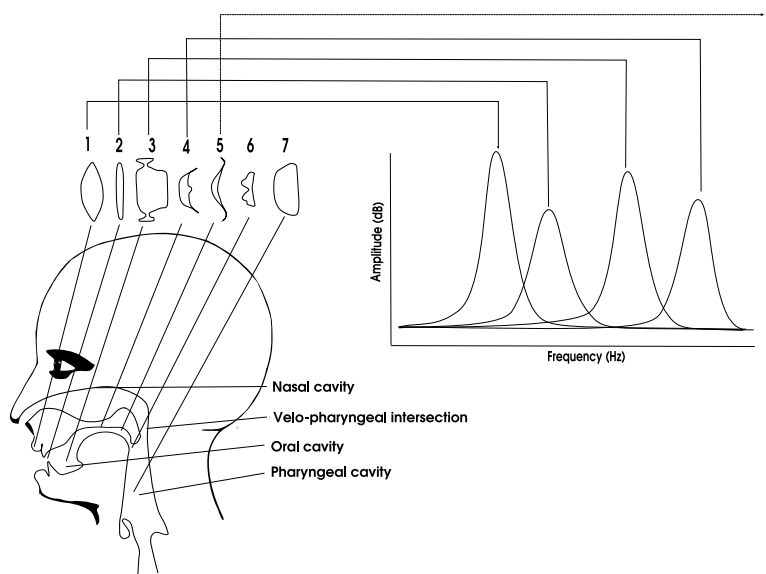 1 2 3 4 5 6 7
Amplitude (dB)
Frequency (Hz)
Nasal cavity
Velo-pharyngeal intersection
Oral cavity
Pharyngeal cavity